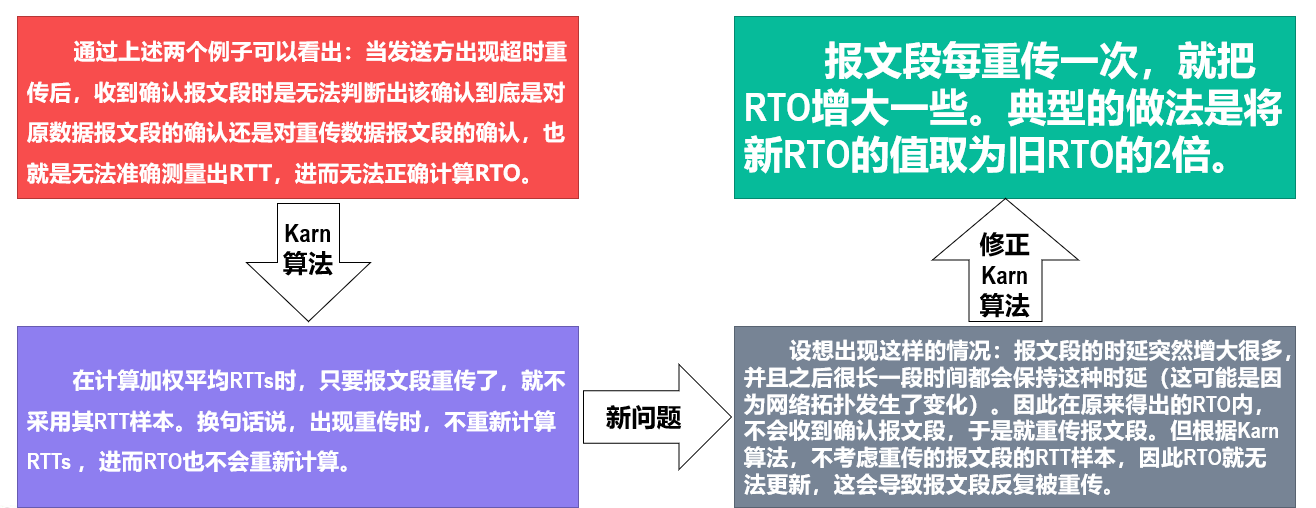 通过上述两个例子可以看出：当发送方出现超时重
传后，收到确认报文段时是无法判断出该确认到底是对
原数据报文段的确认还是对重传数据报文段的确认，也
就是无法准确测量出RTT，进而无法正确计算RTO。
Karn
算法
在计算加权平均RTTs时，只要报文段重传了，就不
采用其RTT样本。换句话说，出现重传时，不重新计算
RTTs ，进而RTO也不会重新计算。
新问题
设想出现这样的情况：报文段的时延突然增大很多，
并且之后很长一段时间都会保持这种时延（这可能是因
为网络拓扑发生了变化）。因此在原来得出的RTO内，
不会收到确认报文段，于是就重传报文段。但根据Karn
算法，不考虑重传的报文段的RTT样本，因此RTO就无
法更新，这会导致报文段反复被重传。
修正
Karn
算法
报文段每重传一次，就把
RTO增大一些。典型的做法是将
新RTO的值取为旧RTO的2倍。